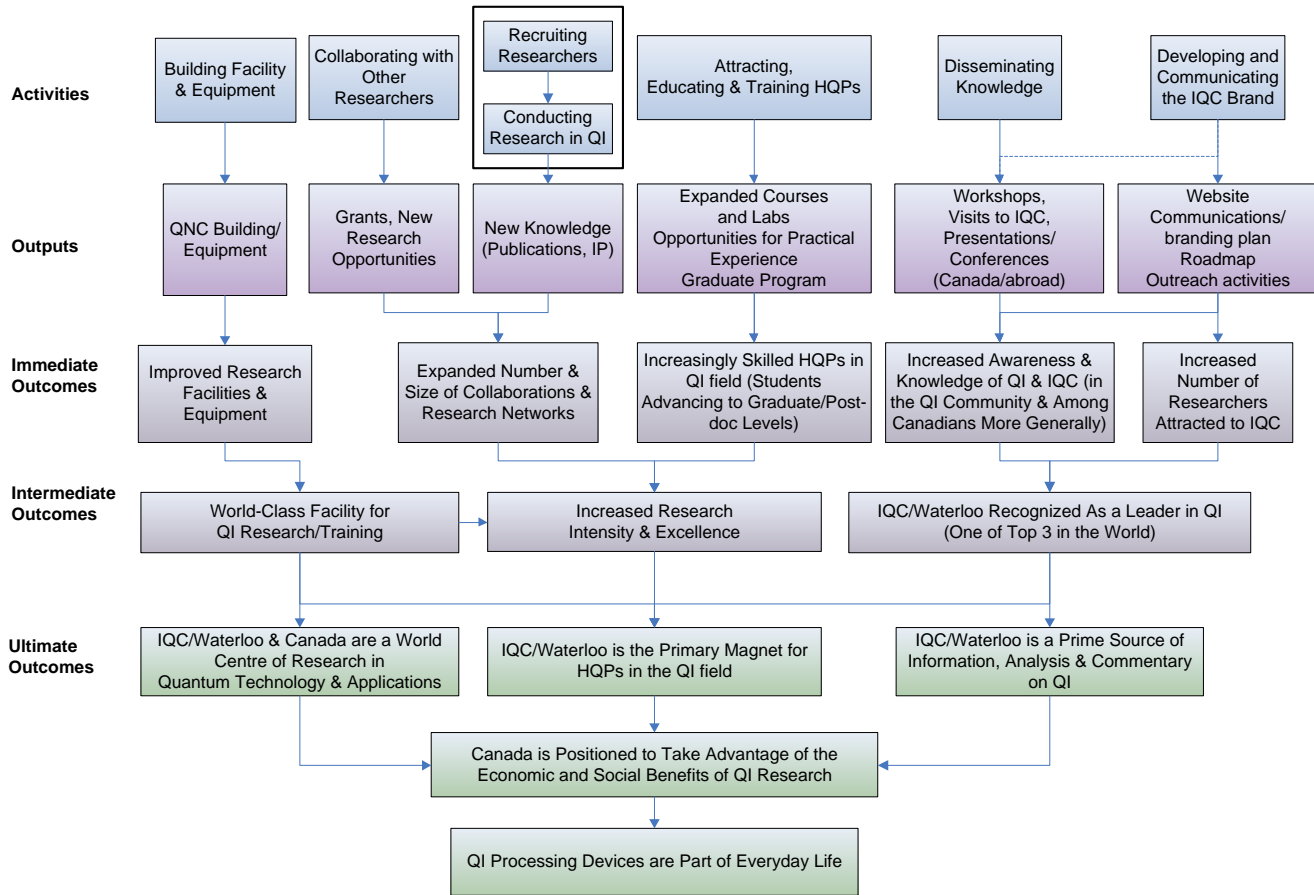 Activities
Building Facility
& Equipment
Collaborating with
Other
Researchers
Recruiting
Researchers
Conducting
Research in QI
Attracting,
Educating & Training HQPs
Disseminating
Knowledge
Developing and
Communicating
the IQC Brand
Outputs
QNC Building/
Equipment
Grants, New
Research
Opportunities
New Knowledge
(Publications, IP)
Expanded Courses
and Labs
Opportunities for Practical
Experience
Graduate Program
Workshops,
Visits to IQC,
Presentations/
Conferences
(Canada/abroad)
Website
Communications/
branding plan
Roadmap
Outreach activities
Immediate
Outcomes
Improved Research
Facilities &
Equipment
Expanded Number &
Size of Collaborations &
Research Networks
Increasingly Skilled HQPs in
QI field (Students
Advancing to Graduate/Post-
doc Levels)
Increased Awareness &
Knowledge of QI & IQC (in
the QI Community & Among
Canadians More Generally)
Increased
Number of
Researchers
Attracted to IQC
Intermediate
Outcomes
World-Class Facility for
QI Research/Training
Increased Research
Intensity & Excellence
IQC/Waterloo Recognized As a Leader in QI
(One of Top 3 in the World)
Ultimate
Outcomes
IQC/Waterloo & Canada are a World
Centre of Research in
Quantum Technology & Applications
IQC/Waterloo is the Primary Magnet for
HQPs in the QI field
IQC/Waterloo is a Prime Source of
Information, Analysis & Commentary
on QI
Canada is Positioned to Take Advantage of the
Economic and Social Benefits of QI Research
QI Processing Devices are Part of Everyday Life